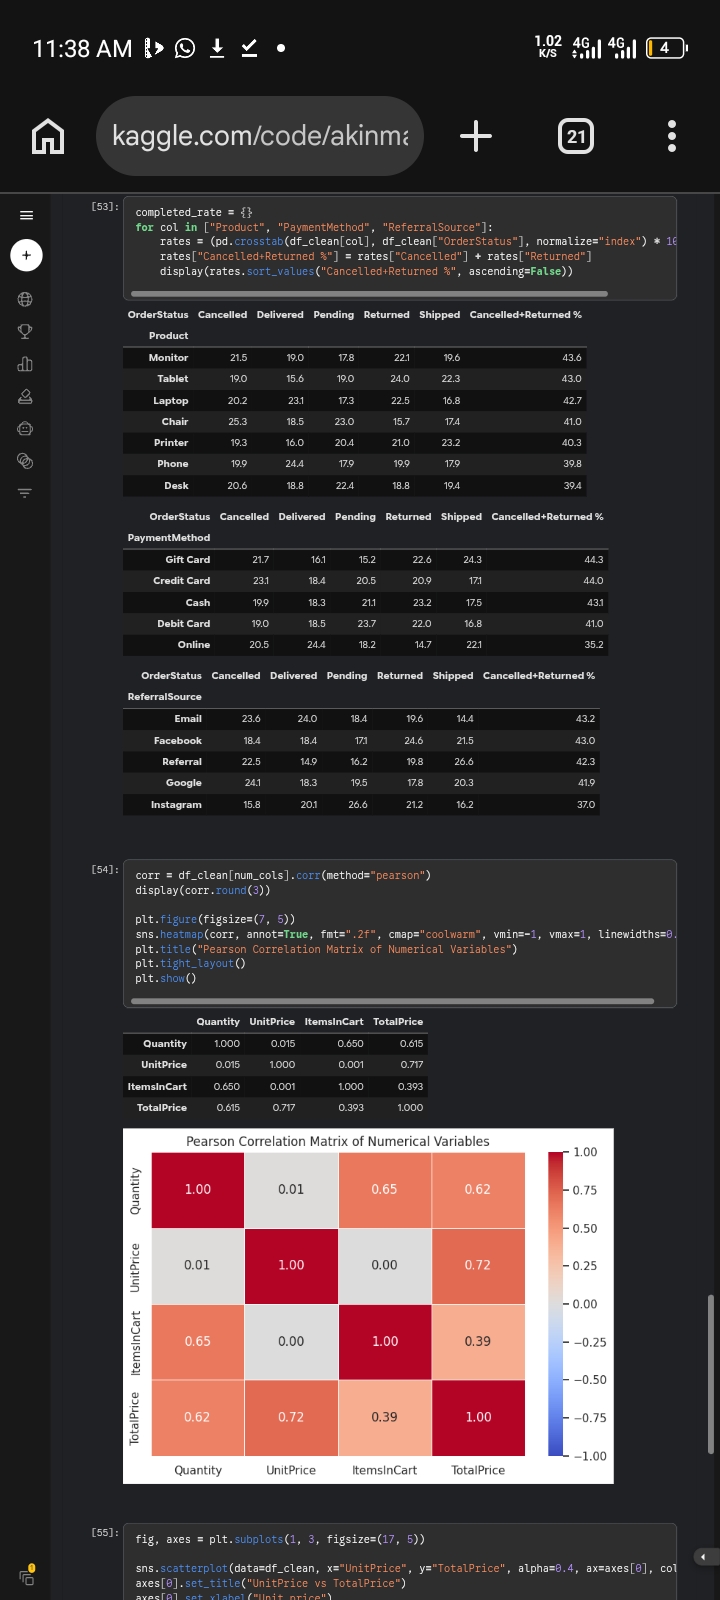 11:38 AM
1.02 K/S 4G 4G 4
kaggle.com/code/akinma
21
[53]:
completed_rate = {}
for col in ["Product", "PaymentMethod", "ReferralSource"]:
rates = (pd.crosstab(df_clean[col], df_clean["OrderStatus"], normalize="index") * 10
rates["Cancelled+Returned %"] = rates["Cancelled"] + rates["Returned"]
display(rates.sort_values("Cancelled+Returned %", ascending=False))
OrderStatus Cancelled Delivered Pending Returned Shipped Cancelled+Returned %
Product
Monitor 21.5 19.0 17.8 22.1 19.6 43.6
Tablet 19.0 15.6 19.0 24.0 22.3 43.0
Laptop 20.2 23.1 17.3 22.5 16.8 42.7
Chair 25.3 18.5 23.0 15.7 17.4 41.0
Printer 19.3 16.0 20.4 21.0 23.2 40.3
Phone 19.9 24.4 17.9 19.9 17.9 39.8
Desk 20.6 18.8 22.4 18.8 19.4 39.4
OrderStatus Cancelled Delivered Pending Returned Shipped Cancelled+Returned %
PaymentMethod
Gift Card 21.7 16.1 15.2 22.6 24.3 44.3
Credit Card 23.1 18.4 20.5 20.9 17.1 44.0
Cash 19.9 18.3 21.1 23.2 17.5 43.1
Debit Card 19.0 18.5 23.7 22.0 16.8 41.0
Online 20.5 24.4 18.2 14.7 22.1 35.2
OrderStatus Cancelled Delivered Pending Returned Shipped Cancelled+Returned %
ReferralSource
Email 23.6 24.0 18.4 19.6 14.4 43.2
Facebook 18.4 18.4 17.1 24.6 21.5 43.0
Referral 22.5 14.9 16.2 19.8 26.6 42.3
Google 24.1 18.3 19.5 17.8 20.3 41.9
Instagram 15.8 20.1 26.6 21.2 16.2 37.0
[54]:
corr = df_clean[num_cols].corr(method="pearson")
display(corr.round(3))
plt.figure(figsize=(7, 5))
sns.heatmap(corr, annot=True, fmt=".2f", cmap="coolwarm", vmin=-1, vmax=1, linewidths=0.
plt.title("Pearson Correlation Matrix of Numerical Variables")
plt.tight_layout()
plt.show()
Quantity UnitPrice ItemsInCart TotalPrice
Quantity 1.000 0.015 0.650 0.615
UnitPrice 0.015 1.000 0.001 0.717
ItemsInCart 0.650 0.001 1.000 0.393
TotalPrice 0.615 0.717 0.393 1.000
Pearson Correlation Matrix of Numerical Variables
Quantity 1.00 0.01 0.65 0.62
UnitPrice 0.01 1.00 0.00 0.72
ItemsInCart 0.65 0.00 1.00 0.39
TotalPrice 0.62 0.72 0.39 1.00
Quantity UnitPrice ItemsInCart TotalPrice
1.00
0.75
0.50
0.25
0.00
−0.25
−0.50
−0.75
−1.00
[55]:
fig, axes = plt.subplots(1, 3, figsize=(17, 5))
sns.scatterplot(data=df_clean, x="UnitPrice", y="TotalPrice", alpha=0.4, ax=axes[0], col
axes[0].set_title("UnitPrice vs TotalPrice")
axes[0].set_xlabel("Unit price")
1